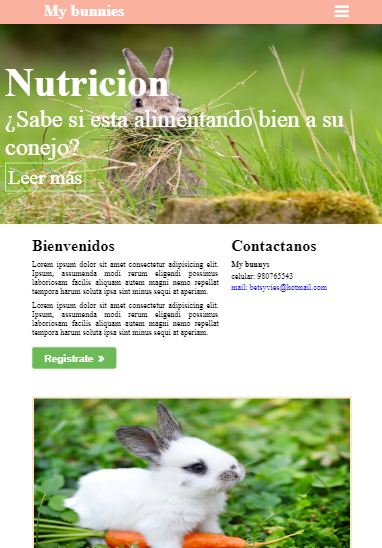 My bunnies
Nutricion
¿Sabe si esta alimentando bien a su
conejo?
Leer más
Bienvenidos
Lorem ipsum dolor sit amet consectetur adipisicing elit.
Ipsum, assumenda modi rerum eligendi possimus
laboriosam facilis aliquam autem magni nemo repellat
tempora harum soluta ipsa sint minus sequi at aperiam.
Lorem ipsum dolor sit amet consectetur adipisicing elit.
Ipsum, assumenda modi rerum eligendi possimus
laboriosam facilis aliquam autem magni nemo repellat
tempora harum soluta ipsa sint minus sequi at aperiam.
Registrate »
Contactanos
My bunnys
celular: 980765543
mail: betsyvies@hotmail.com